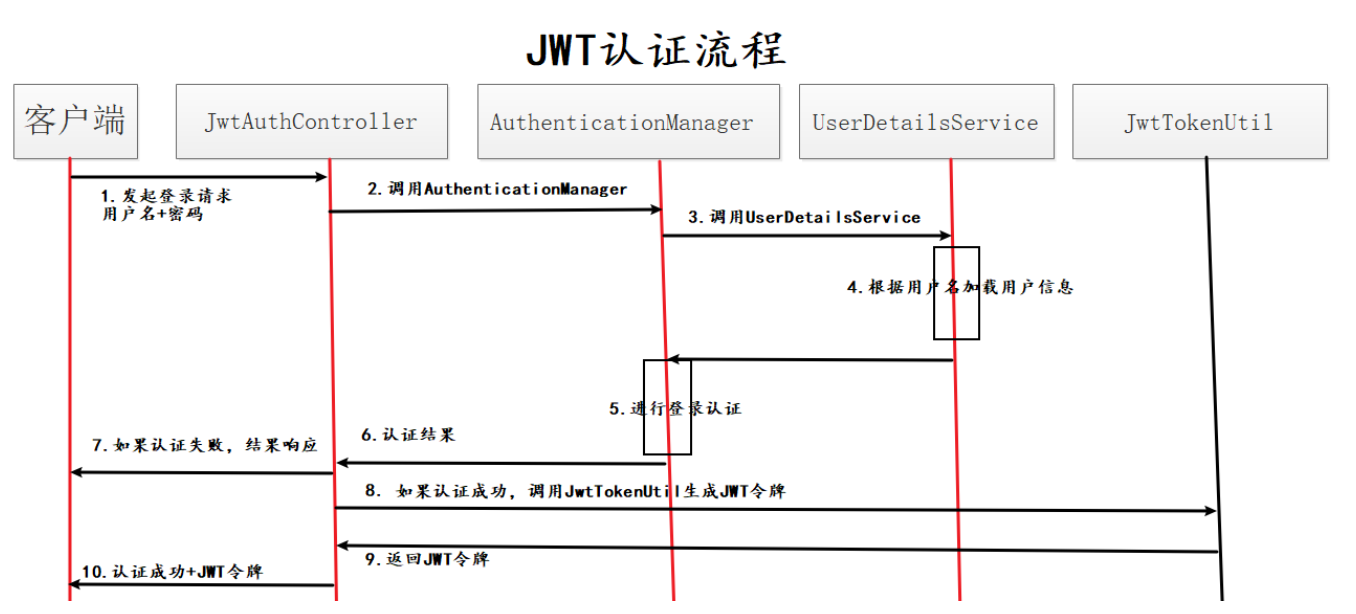 JWT认证流程
客户端
JwtAuthController
AuthenticationManager
UserDetailsService
JwtTokenUtil
1.发起登录请求
用户名+密码
2.调用AuthenticationManager
3.调用UserDetailsService
4.根据用户名加载用户信息
5.进行登录认证
6.认证结果
7.如果认证失败，结果响应
8. 如果认证成功，调用JwtTokenUtil生成JWT令牌
9.返回JWT令牌
10.认证成功+JWT令牌